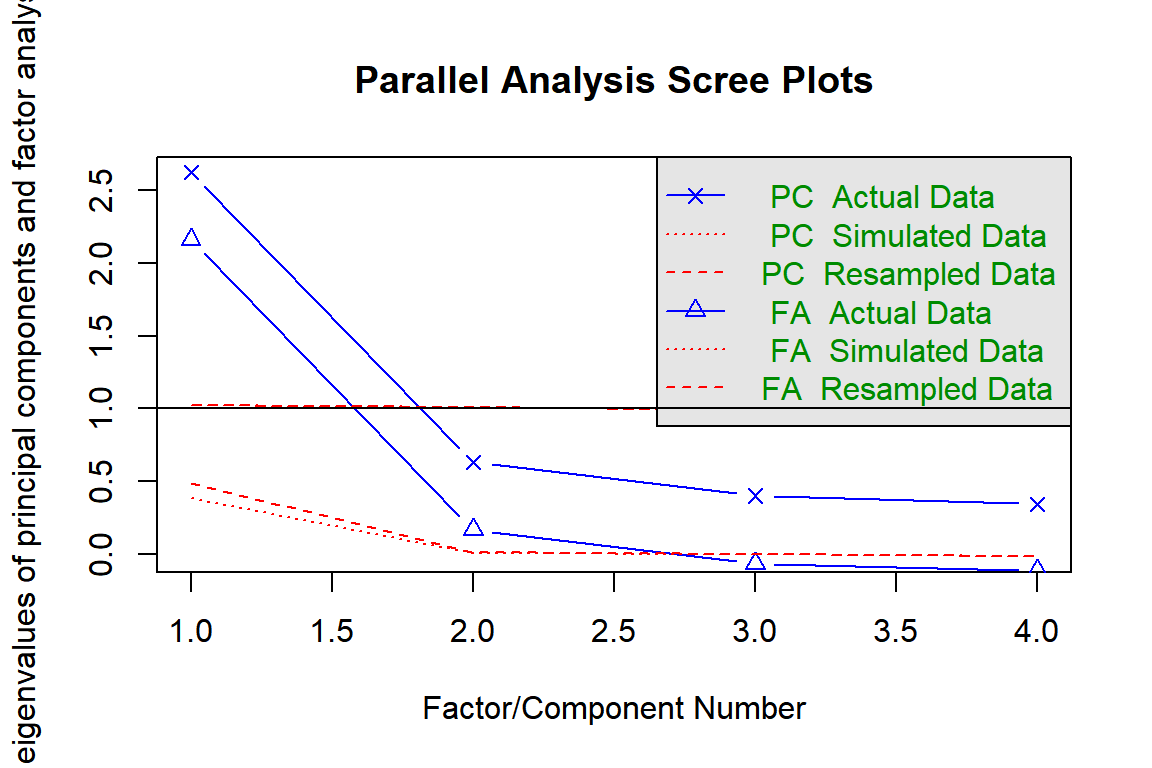 Parallel Analysis Scree Plots
eigenvalues of principal components and factor
2.5
2.0
1.5
1.0
0.5
0.0
PC Actual Data
PC Simulated Data
PC Resampled Data
FA Actual Data
FA Simulated Data
FA Resampled Data
1.0 1.5 2.0 2.5 3.0 3.5 4.0
Factor/Component Number